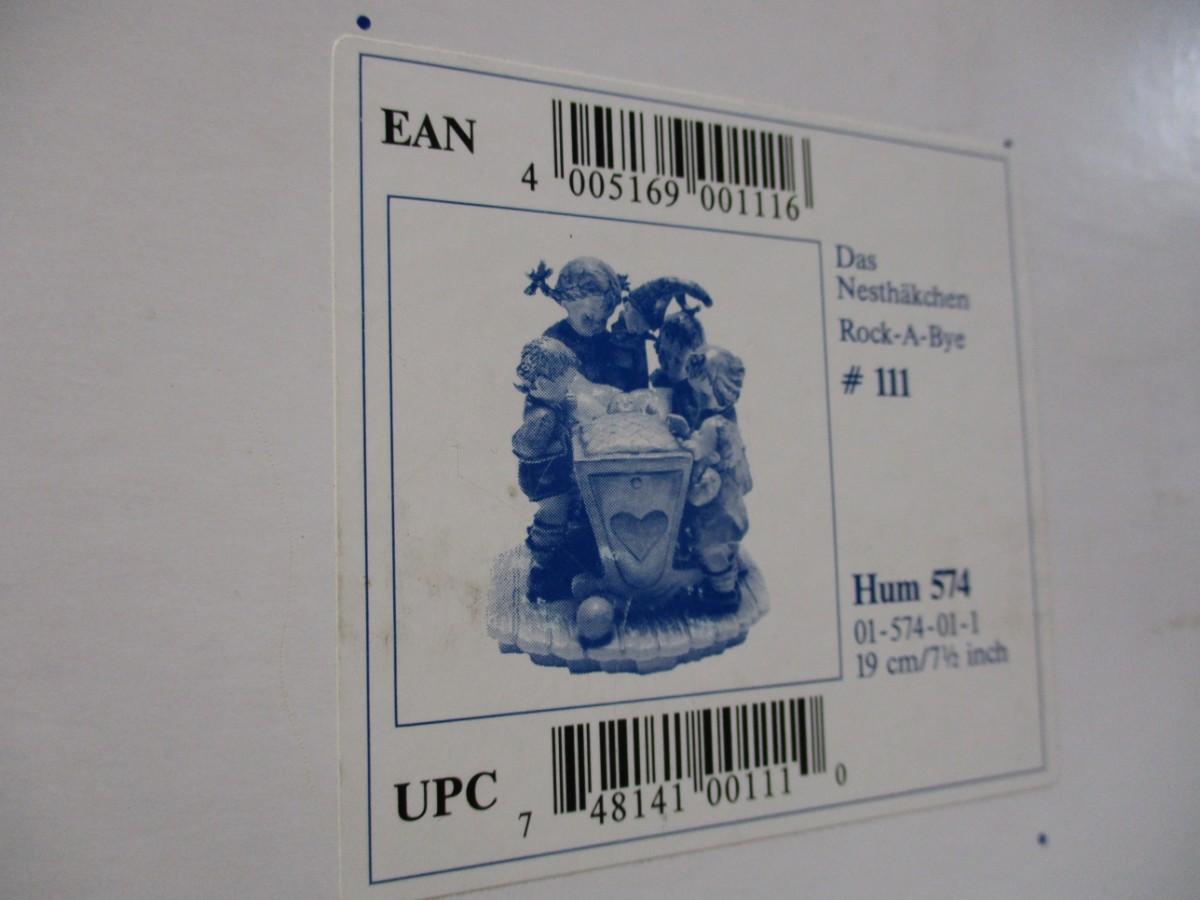 EAN
4 005169 001116
Das
Nesthäkchen
Rock-A-Bye
# 111
Hum 574
01-574-01-1
19 cm/7½ inch
UPC
7 48141 00111 0